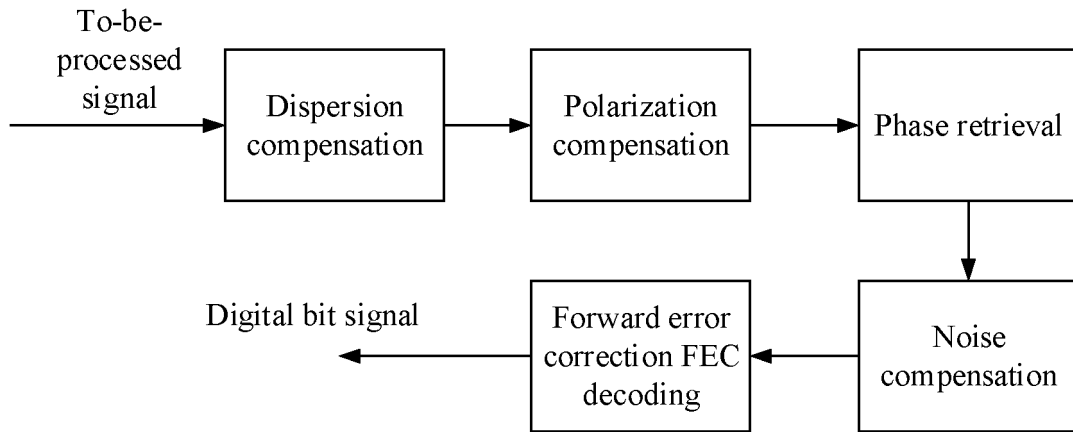 To-be-
processed
signal
Dispersion
compensation
Polarization
compensation
Phase retrieval
Noise
compensation
Forward error
correction FEC
decoding
Digital bit signal